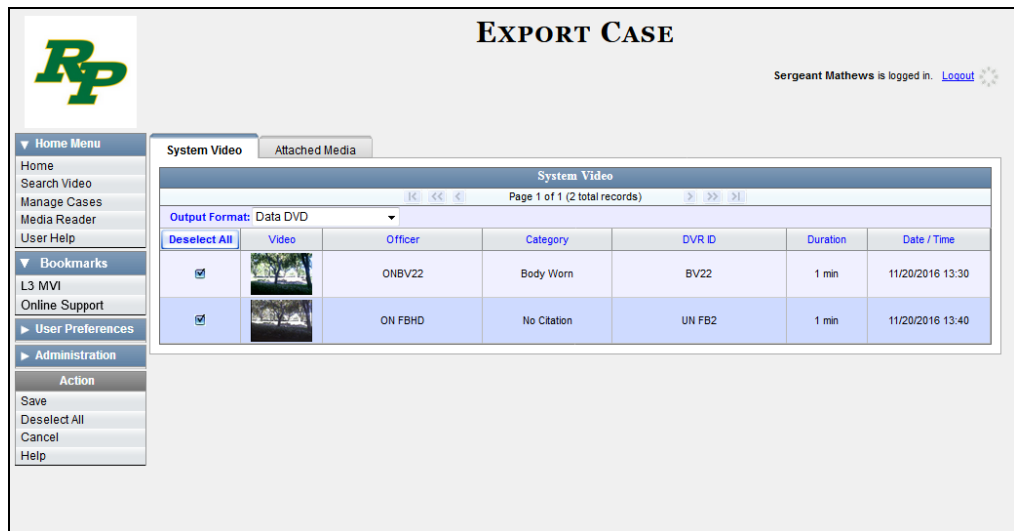 RP
EXPORT CASE
Sergeant Mathews is logged in. Logout
Home Menu
Home
Search Video
Manage Cases
Media Reader
User Help
Bookmarks
L3 MVI
Online Support
User Preferences
Administration
Action
Save
Deselect All
Cancel
Help
System Video Attached Media
System Video
Page 1 of 1 (2 total records)
Output Format: Data DVD
Deselect All Video Officer Category DVR ID Duration Date / Time
ONBV22 Body Worn BV22 1 min 11/20/2016 13:30
ON FBHD No Citation UN FB2 1 min 11/20/2016 13:40